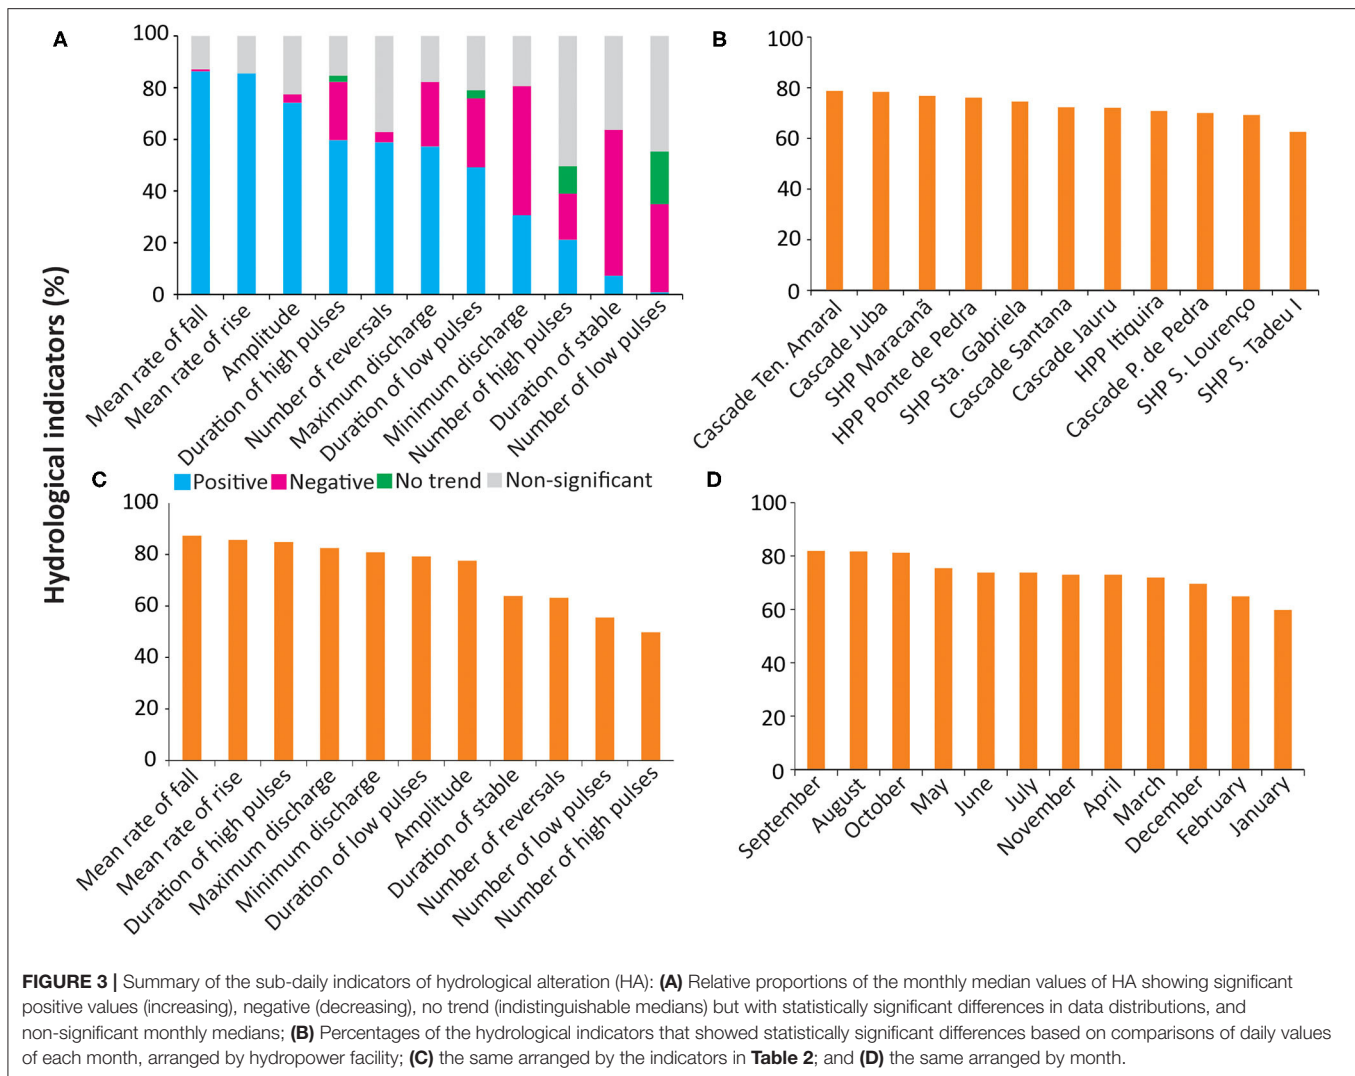 Hydrological indicators (%)
A
100
80
60
40
20
0
Mean rate of fall
Mean rate of rise
Amplitude
Duration of high pulses
Number of reversals
Maximum discharge
Duration of low pulses
Minimum discharge
Number of high pulses
Duration of stable
Number of low pulses
B
100
80
60
40
20
0
Cascade Ten. Amaral
Cascade Juba
SHP Maracanã
HPP Ponte de Pedra
SHP Sta. Gabriela
Cascade Santana
Cascade Jauru
HPP Itiquira
Cascade P. de Pedra
SHP S. Lourenço
SHP S. Tadeu I
Positive Negative No trend Non-significant
C
100
80
60
40
20
0
Mean rate of fall
Mean rate of rise
Duration of high pulses
Maximum discharge
Minimum discharge
Duration of low pulses
Amplitude
Duration of stable
Number of reversals
Number of low pulses
Number of high pulses
D
100
80
60
40
20
0
September
August
October
May
June
July
November
April
March
December
February
January
FIGURE 3 | Summary of the sub-daily indicators of hydrological alteration (HA): (A) Relative proportions of the monthly median values of HA showing significant
positive values (increasing), negative (decreasing), no trend (indistinguishable medians) but with statistically significant differences in data distributions, and
non-significant monthly medians; (B) Percentages of the hydrological indicators that showed statistically significant differences based on comparisons of daily values
of each month, arranged by hydropower facility; (C) the same arranged by the indicators in Table 2; and (D) the same arranged by month.